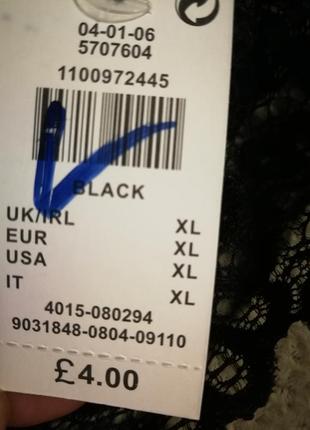 04-01-06
5707604
1100972445
BLACK
UK/IRL XL
EUR XL
USA XL
IT XL
4015-080294
9031848-0804-09110
£4.00